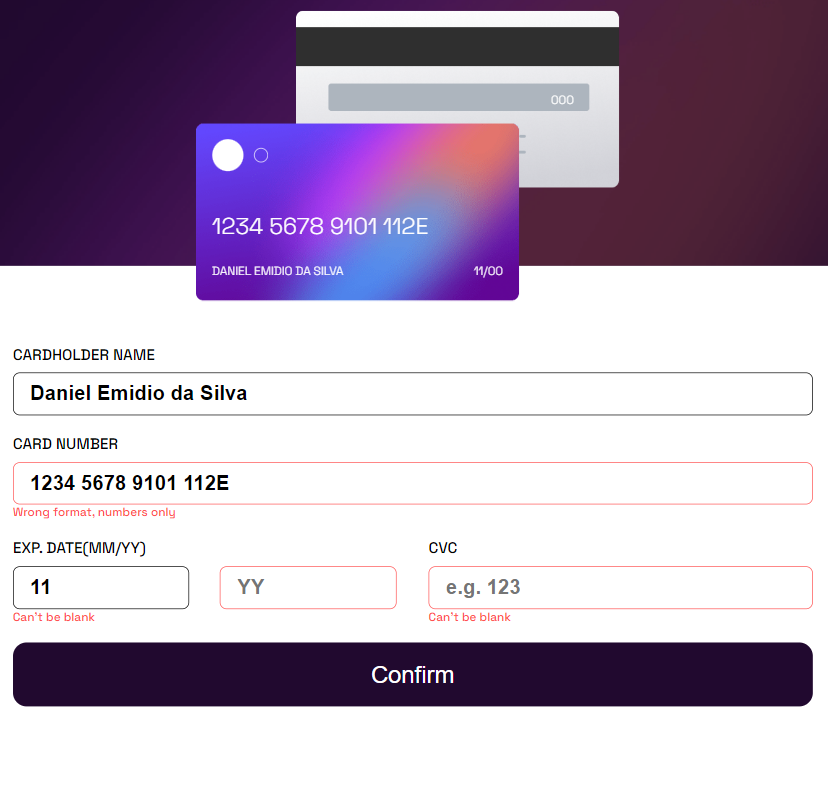 000
1234 5678 9101 112E
DANIEL EMIDIO DA SILVA 11/00
CARDHOLDER NAME
Daniel Emidio da Silva
CARD NUMBER
1234 5678 9101 112E
Wrong format, numbers only
EXP. DATE(MM/YY) CVC
11 YY e.g. 123
Can't be blank Can't be blank
Confirm